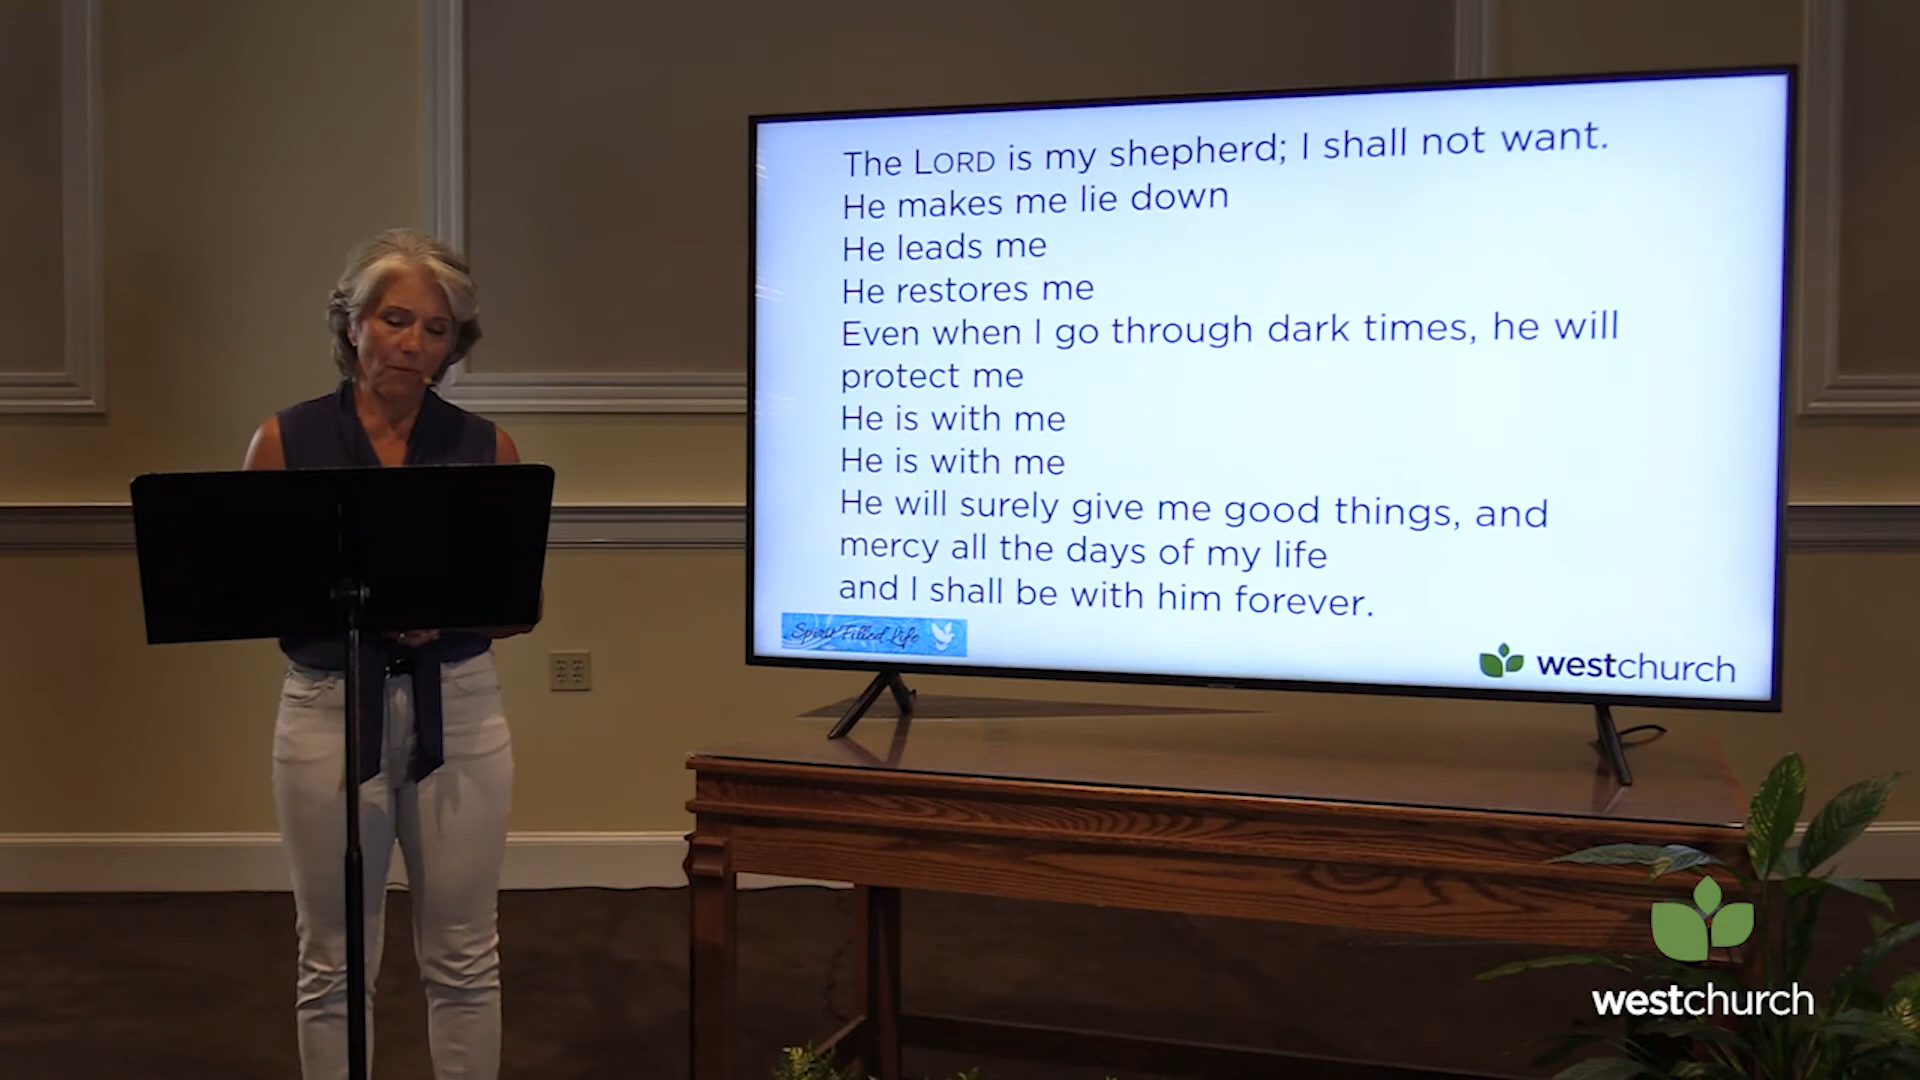 The LORD is my shepherd; I shall not want.
He makes me lie down
He leads me
He restores me
Even when I go through dark times, he will
protect me
He is with me
He is with me
He will surely give me good things, and
mercy all the days of my life
and I shall be with him forever.
Spirit Filled Life
westchurch
westchurch